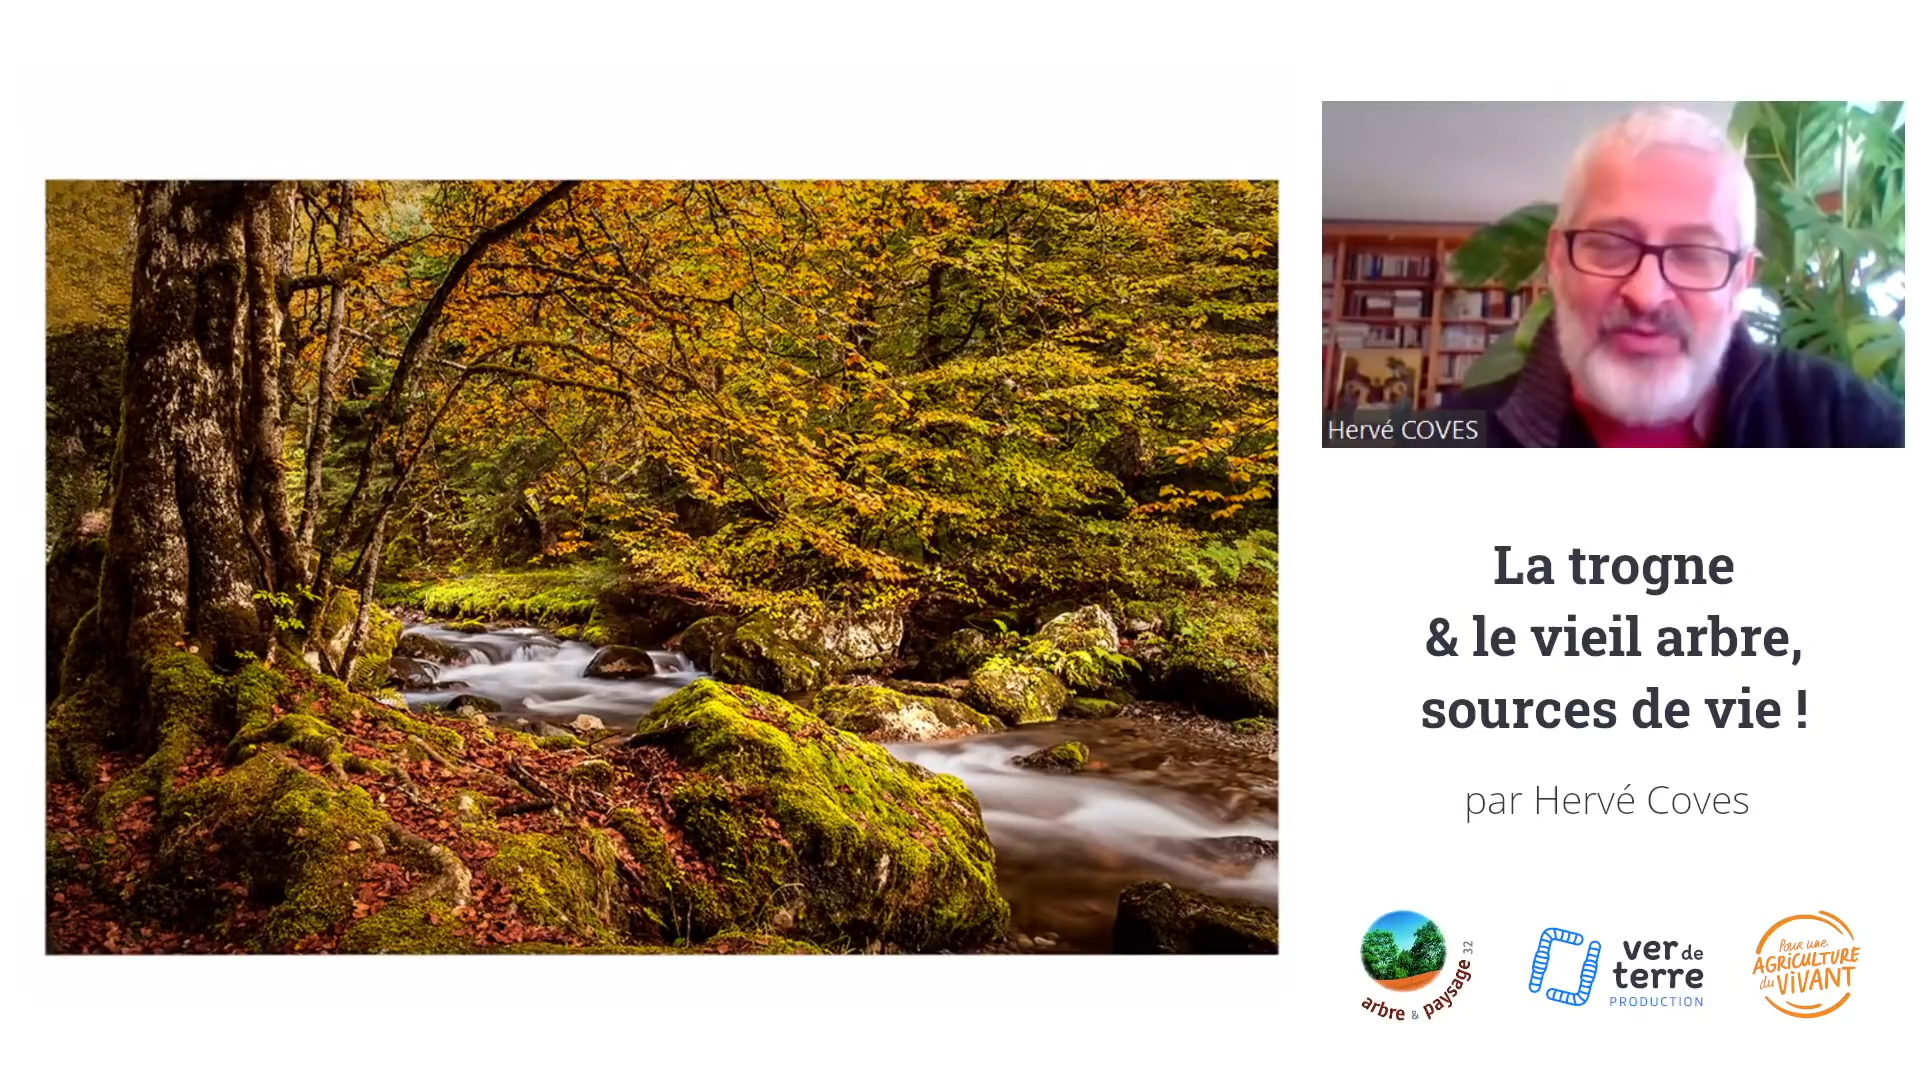 Hervé COVES
La trogne
& le vieil arbre,
sources de vie !
par Hervé Coves
arbre & paysage 32
ver de
terre
PRODUCTION
Pour une
AGRICULTURE
du ViVANT